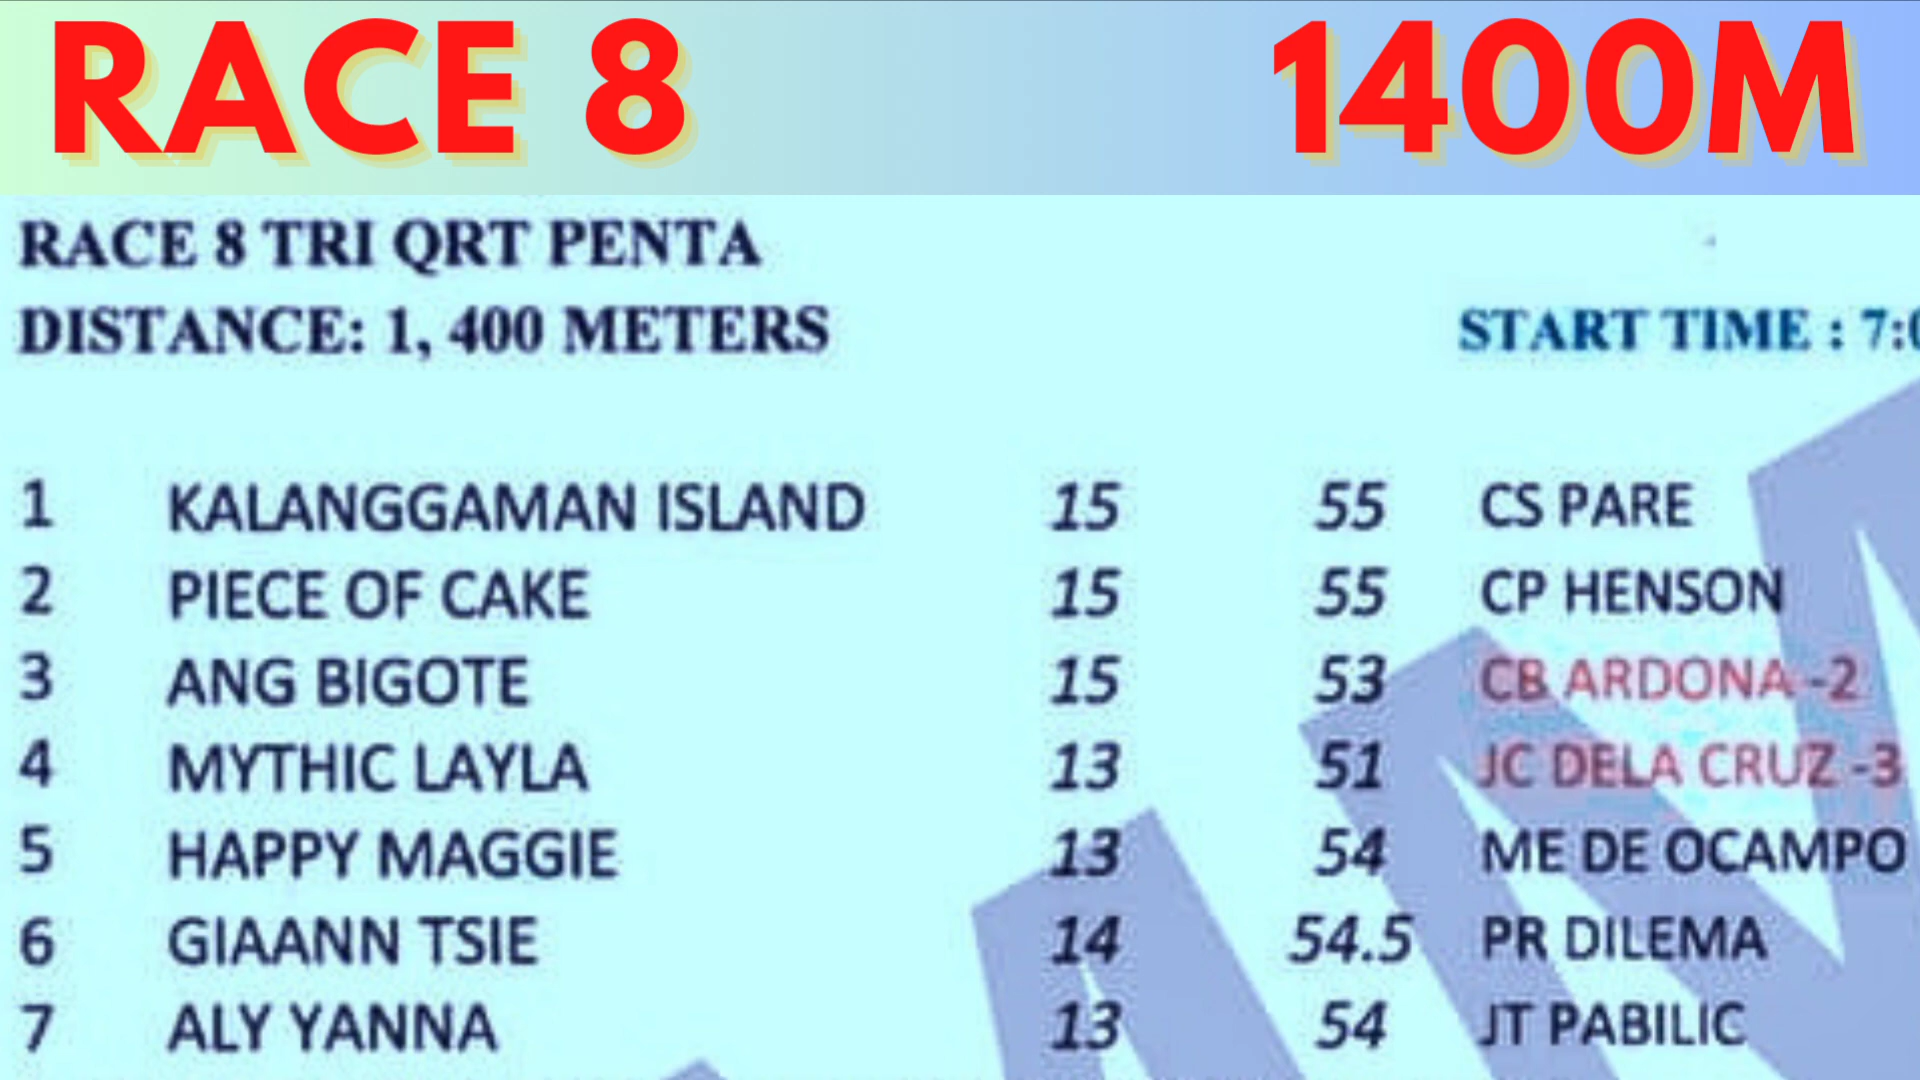 RACE 8 1400M
RACE 8 TRI QRT PENTA
DISTANCE: 1, 400 METERS START TIME : 7:0
1 KALANGGAMAN ISLAND 15 55 CS PARE
2 PIECE OF CAKE 15 55 CP HENSON
3 ANG BIGOTE 15 53 CB ARDONA -2
4 MYTHIC LAYLA 13 51 JC DELA CRUZ -3
5 HAPPY MAGGIE 13 54 ME DE OCAMPO
6 GIAANN TSIE 14 54.5 PR DILEMA
7 ALY YANNA 13 54 JT PABILIC